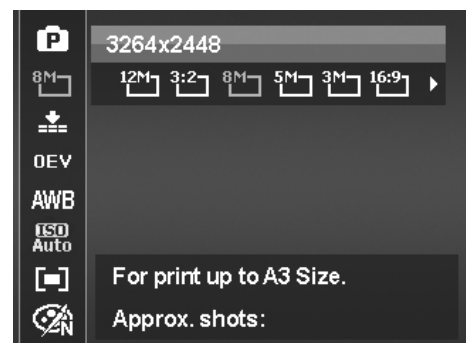 P
3264x2448
8M
12M 3:2 8M 5M 3M 16:9
0EV
AWB
ISO
Auto
For print up to A3 Size.
N
Approx. shots: